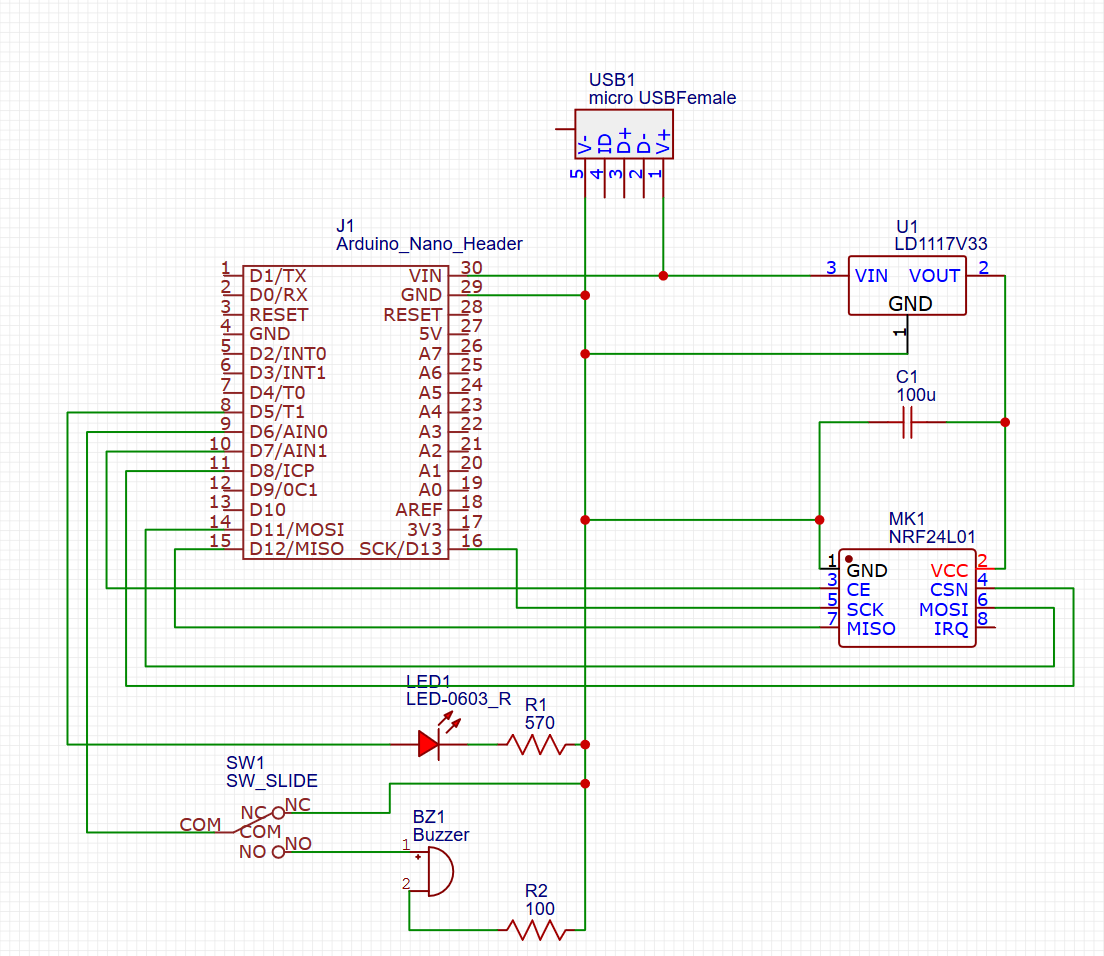 USB1
micro USBFemale
V-
ID
D+
D-
V+
5
4
3
2
1
J1
Arduino_Nano_Header
1 D1/TX VIN 30
2 D0/RX GND 29
3 RESET RESET 28
4 GND 5V 27
5 D2/INT0 A7 26
6 D3/INT1 A6 25
7 D4/T0 A5 24
8 D5/T1 A4 23
9 D6/AIN0 A3 22
10 D7/AIN1 A2 21
11 D8/ICP A1 20
12 D9/0C1 A0 19
13 D10 AREF 18
14 D11/MOSI 3V3 17
15 D12/MISO SCK/D13 16
U1
LD1117V33
3 VIN VOUT 2
GND
1
C1
100u
MK1
NRF24L01
1 GND VCC 2
3 CE CSN 4
5 SCK MOSI 6
7 MISO IRQ 8
LED1
LED-0603_R
R1
570
SW1
SW_SLIDE
NC NC
COM COM
NO NO
BZ1
Buzzer
1
2
R2
100